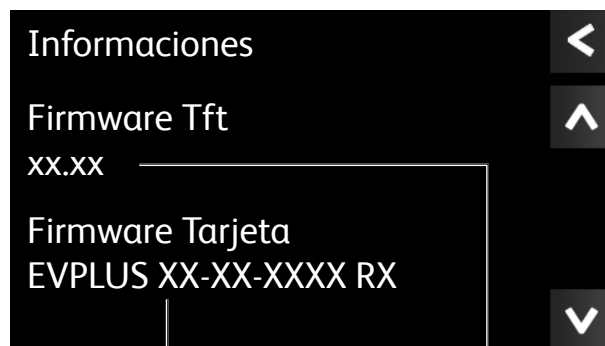 Informaciones
Firmware Tft
xx.xx
Firmware Tarjeta
EVPLUS XX-XX-XXXX RX